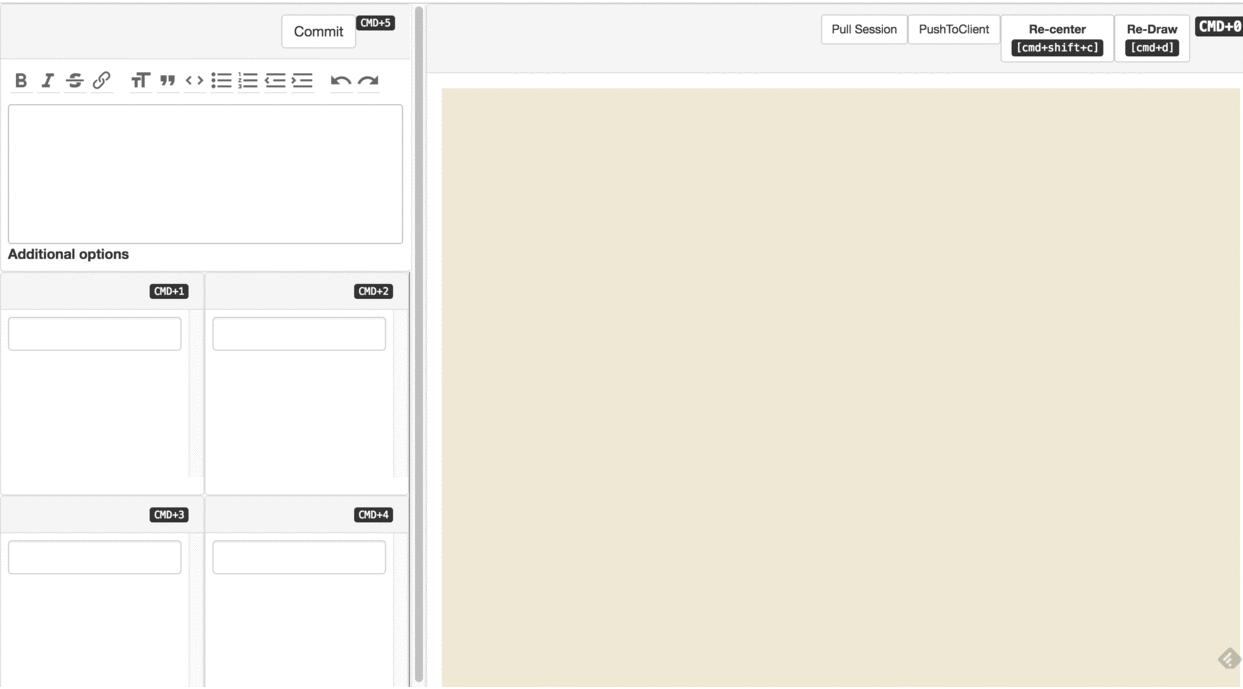 Commit CMD+5
Pull Session PushToClient Re-center [cmd+shift+c] Re-Draw [cmd+d] CMD+0
Additional options
CMD+1 CMD+2
CMD+3 CMD+4